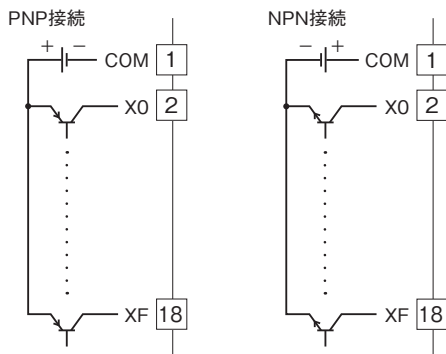 PNP接続
+ −
COM 1
X0 2
XF 18
NPN接続
− +
COM 1
X0 2
XF 18